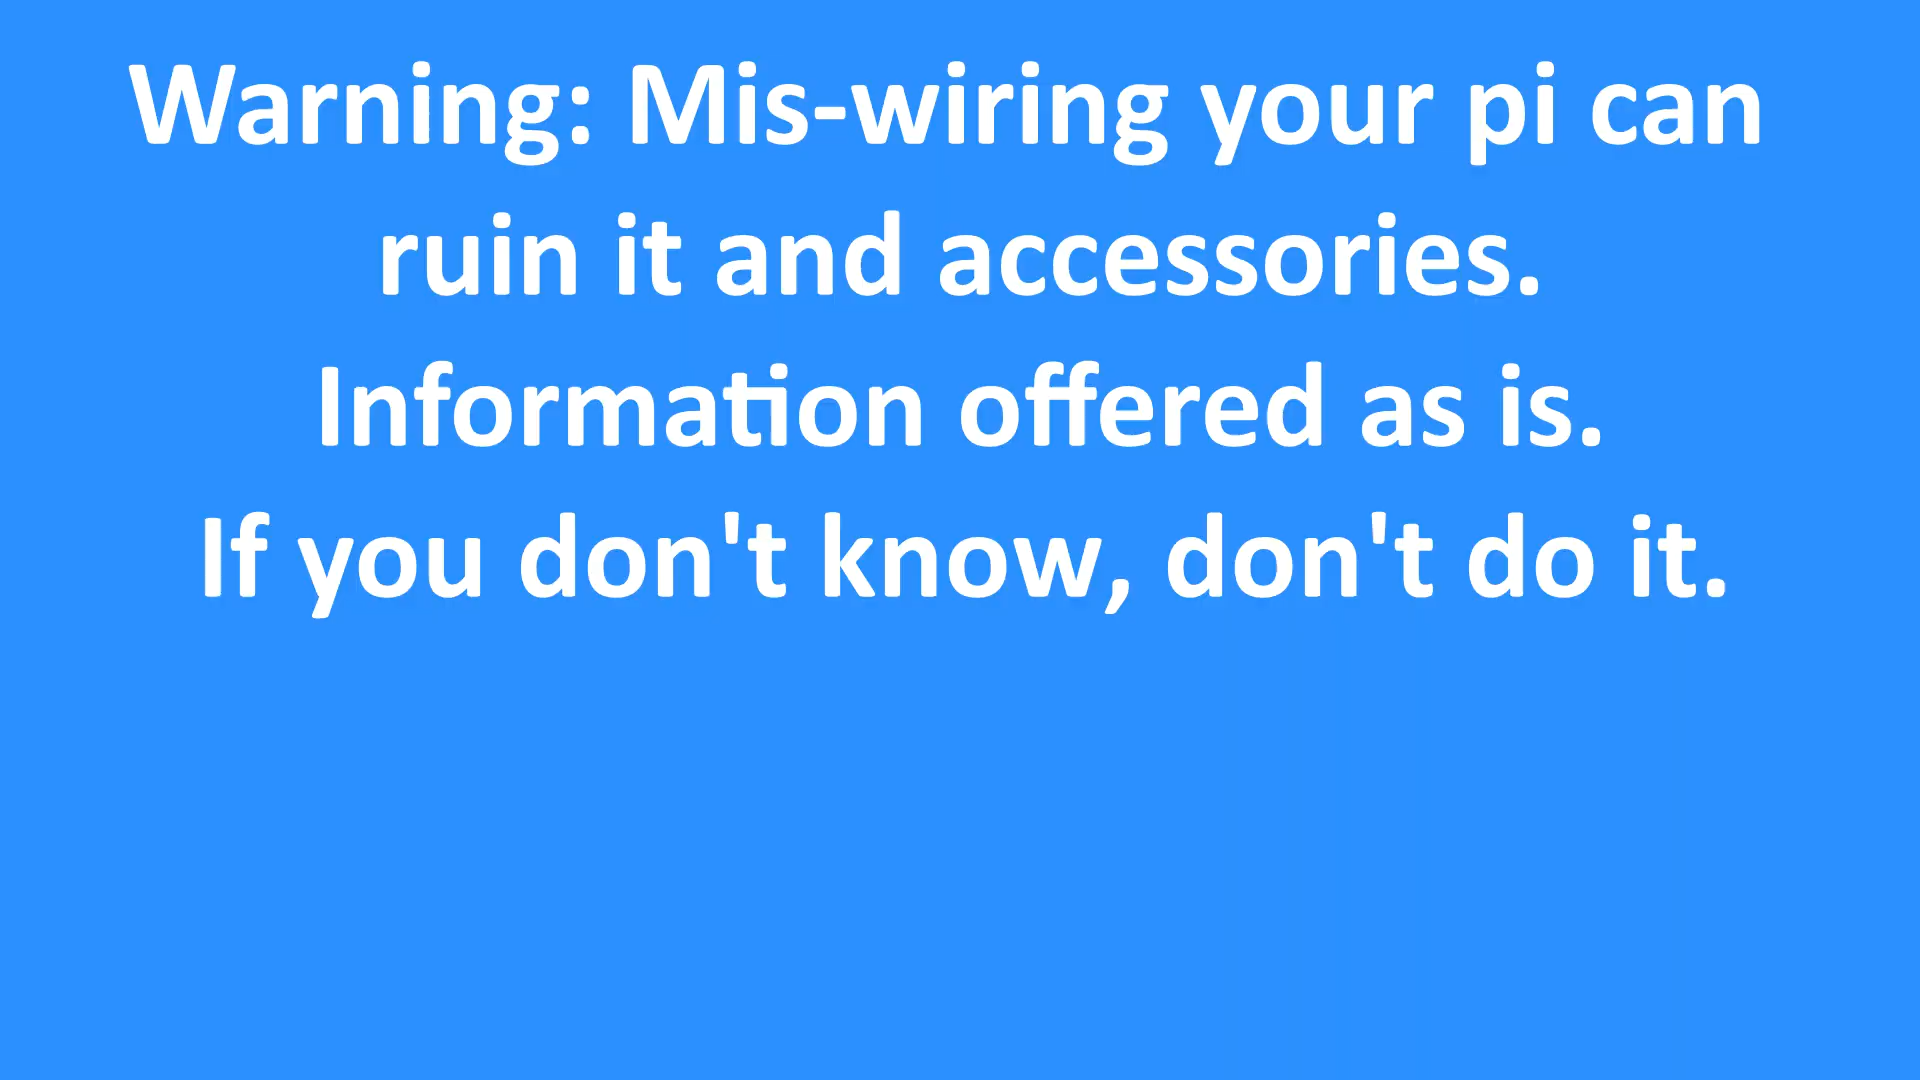 Warning: Mis-wiring your pi can
ruin it and accessories.
Information offered as is.
If you don't know, don't do it.